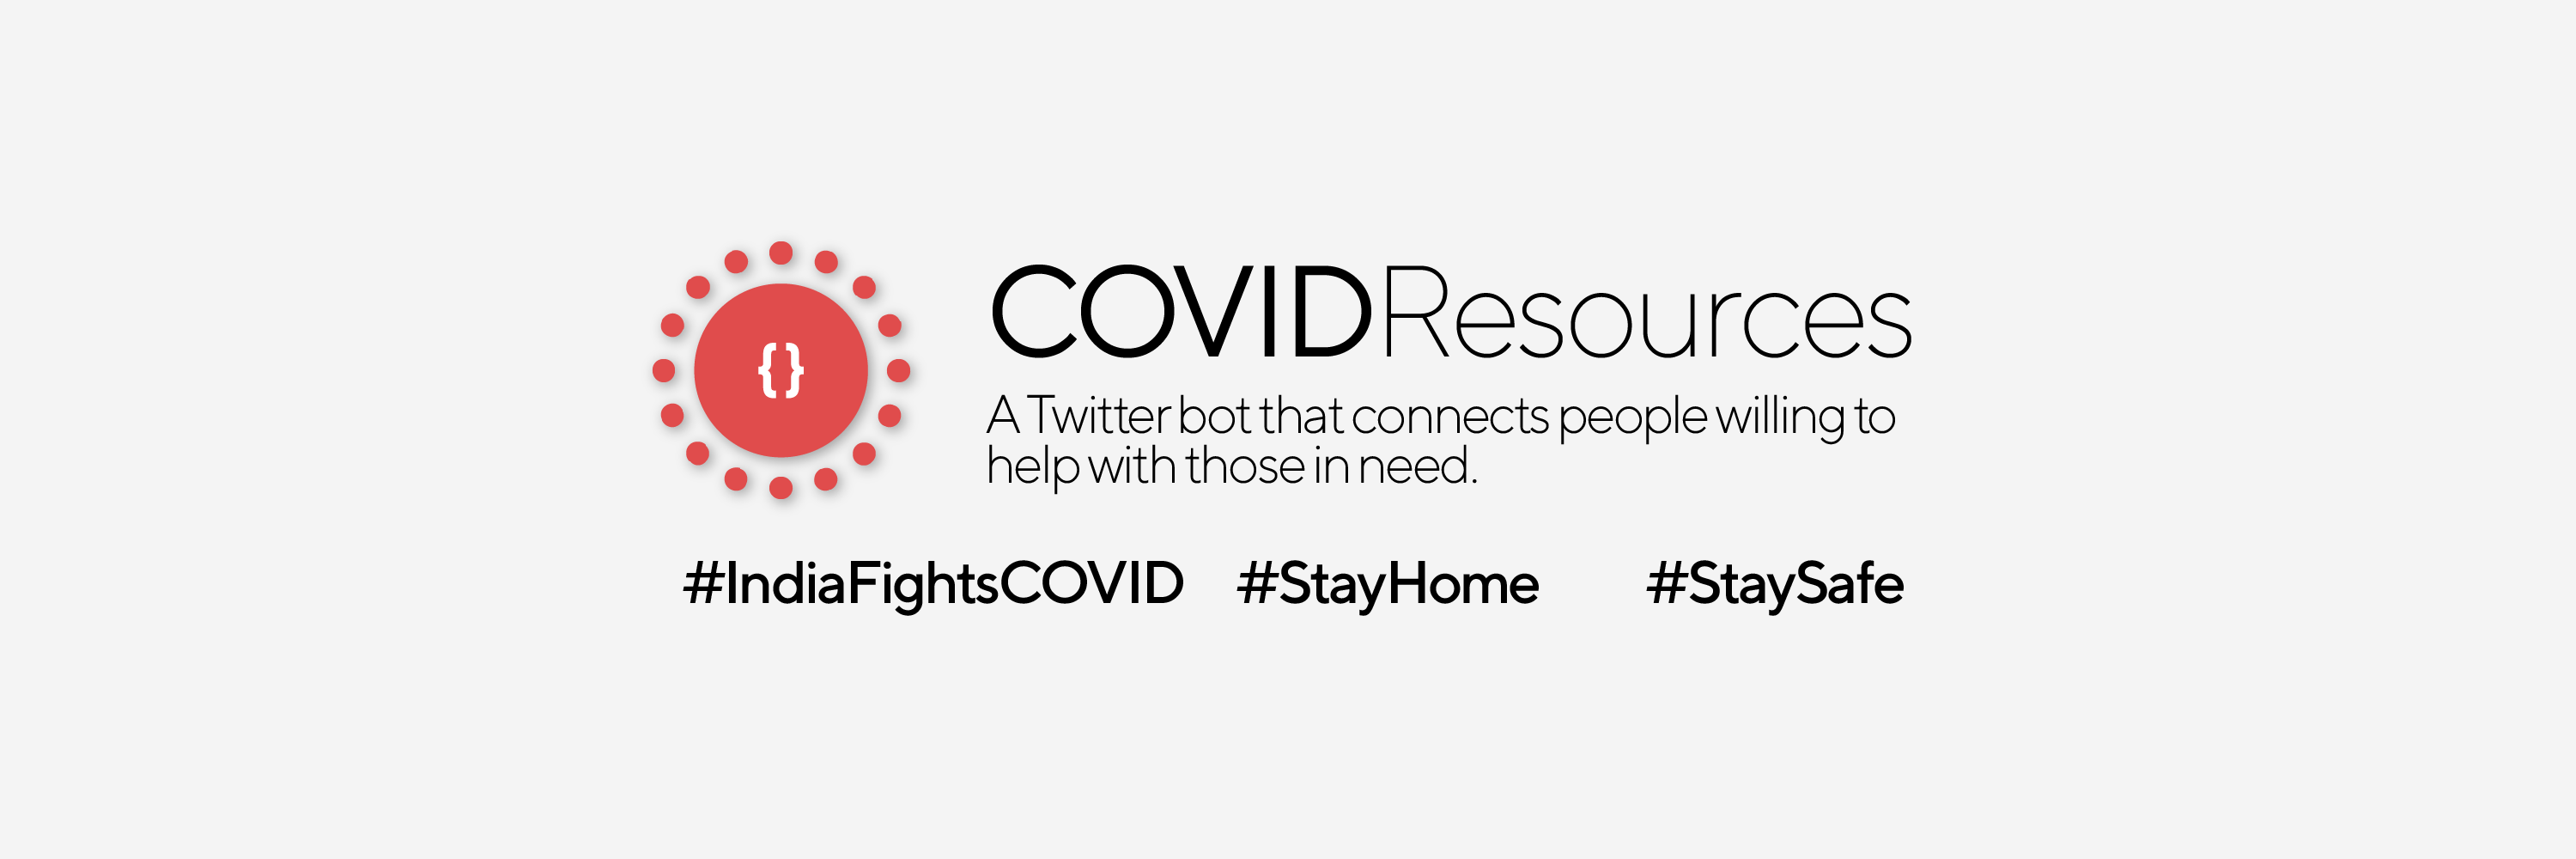 {}
COVIDResources
A Twitter bot that connects people willing to
help with those in need.
#IndiaFightsCOVID #StayHome #StaySafe